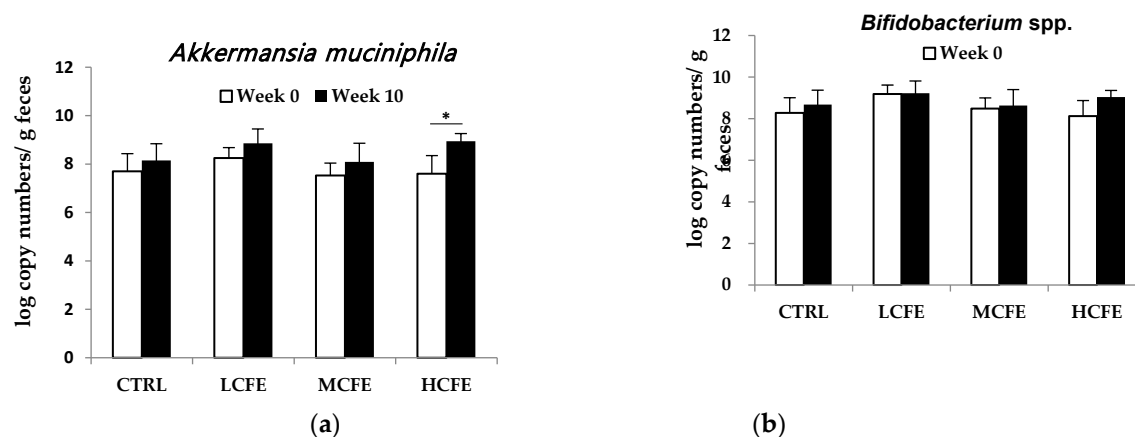 Akkermansia muciniphila
12
10
8
6
4
2
0
log copy numbers/ g feces
Week 0 Week 10
*
CTRL LCFE MCFE HCFE
(a)
Bifidobacterium spp.
12
10
8
6
4
2
0
log copy numbers/ g
feces
Week 0
CTRL LCFE MCFE HCFE
(b)